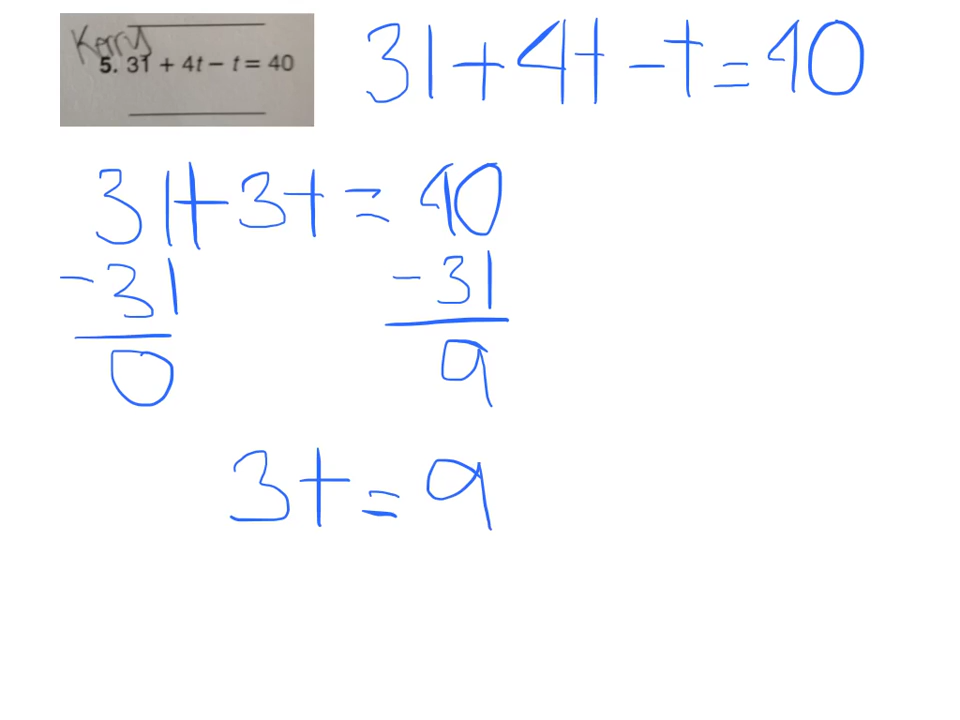 Kerry
5. 31 + 4t − t = 40
31+4t-t=40
31+3t=40
-31 -31
0 9
3t=9